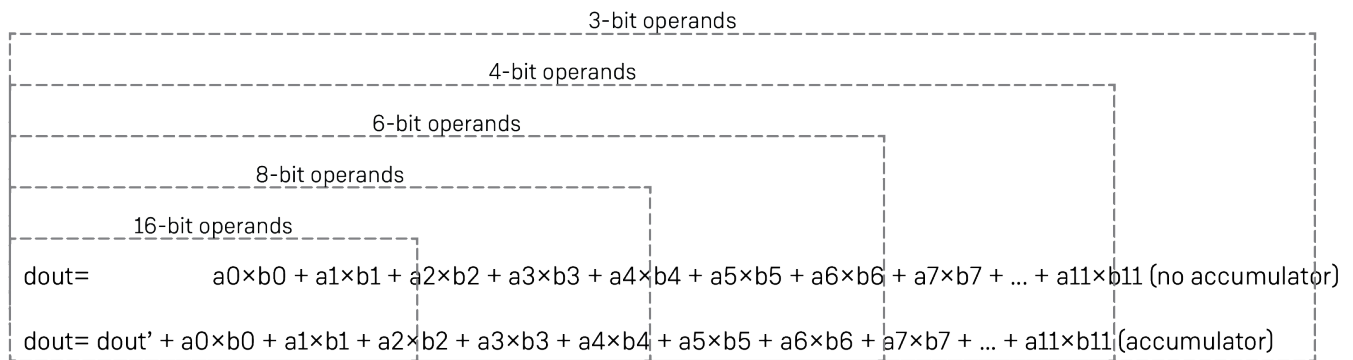 3-bit operands
4-bit operands
6-bit operands
8-bit operands
16-bit operands
dout= a0×b0 + a1×b1 + a2×b2 + a3×b3 + a4×b4 + a5×b5 + a6×b6 + a7×b7 + ... + a11×b11 (no accumulator)
dout= dout’ + a0×b0 + a1×b1 + a2×b2 + a3×b3 + a4×b4 + a5×b5 + a6×b6 + a7×b7 + ... + a11×b11 (accumulator)